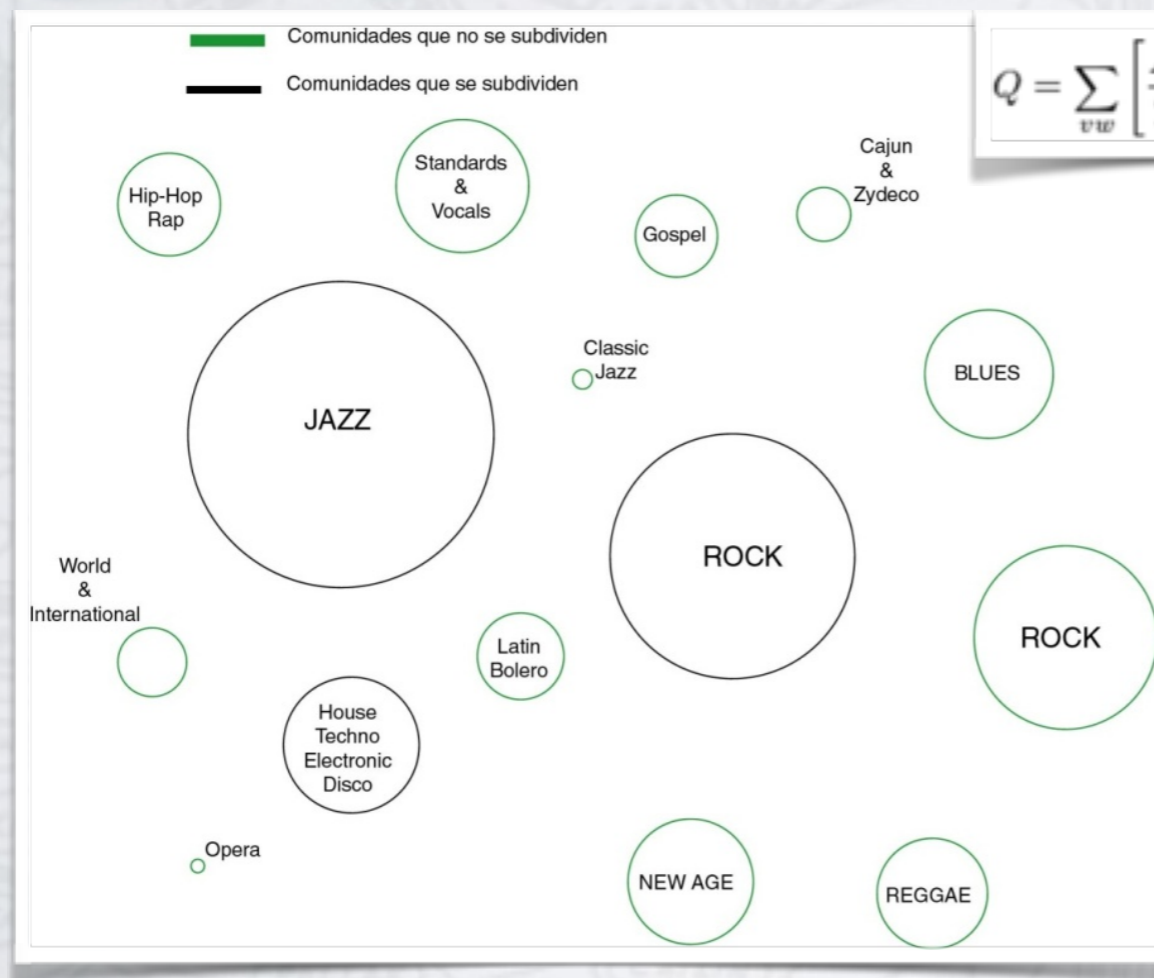 Comunidades que no se subdividen
Comunidades que se subdividen
Q = ∑ [
vw
Hip-Hop
Rap
Standards
&
Vocals
Gospel
Cajun
&
Zydeco
JAZZ
Classic
Jazz
BLUES
ROCK
World
&
International
Latin
Bolero
ROCK
House
Techno
Electronic
Disco
Opera
NEW AGE
REGGAE